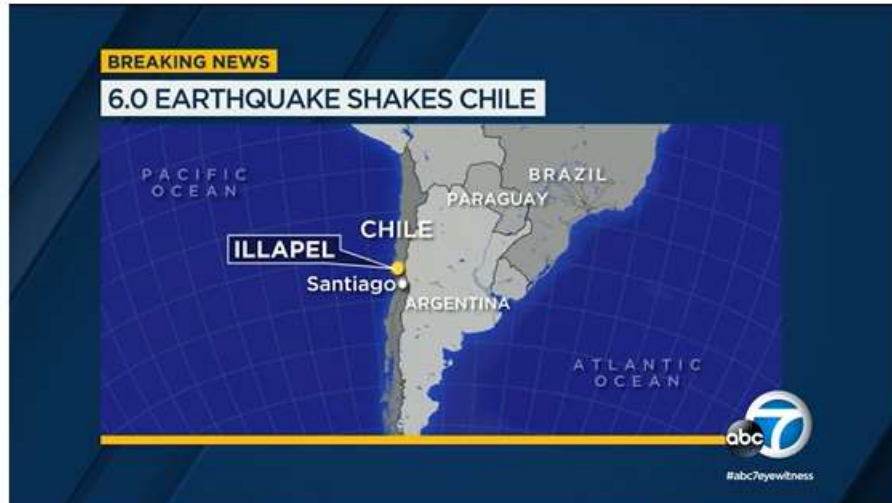 BREAKING NEWS
6.0 EARTHQUAKE SHAKES CHILE
PACIFIC
OCEAN
BRAZIL
PARAGUAY
CHILE
ILLAPEL
Santiago
ARGENTINA
ATLANTIC
OCEAN
abc 7
#abc7eyewitness